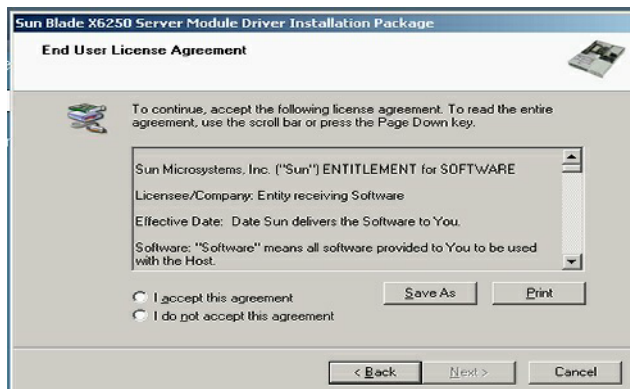 Sun Blade X6250 Server Module Driver Installation Package
End User License Agreement
To continue, accept the following license agreement. To read the entire
agreement, use the scroll bar or press the Page Down key.
Sun Microsystems, Inc. ("Sun") ENTITLEMENT for SOFTWARE
Licensee/Company: Entity receiving Software
Effective Date: Date Sun delivers the Software to You.
Software: "Software" means all software provided to You to be used
with the Host.
I accept this agreement
Save As
Print
I do not accept this agreement
< Back
Next >
Cancel